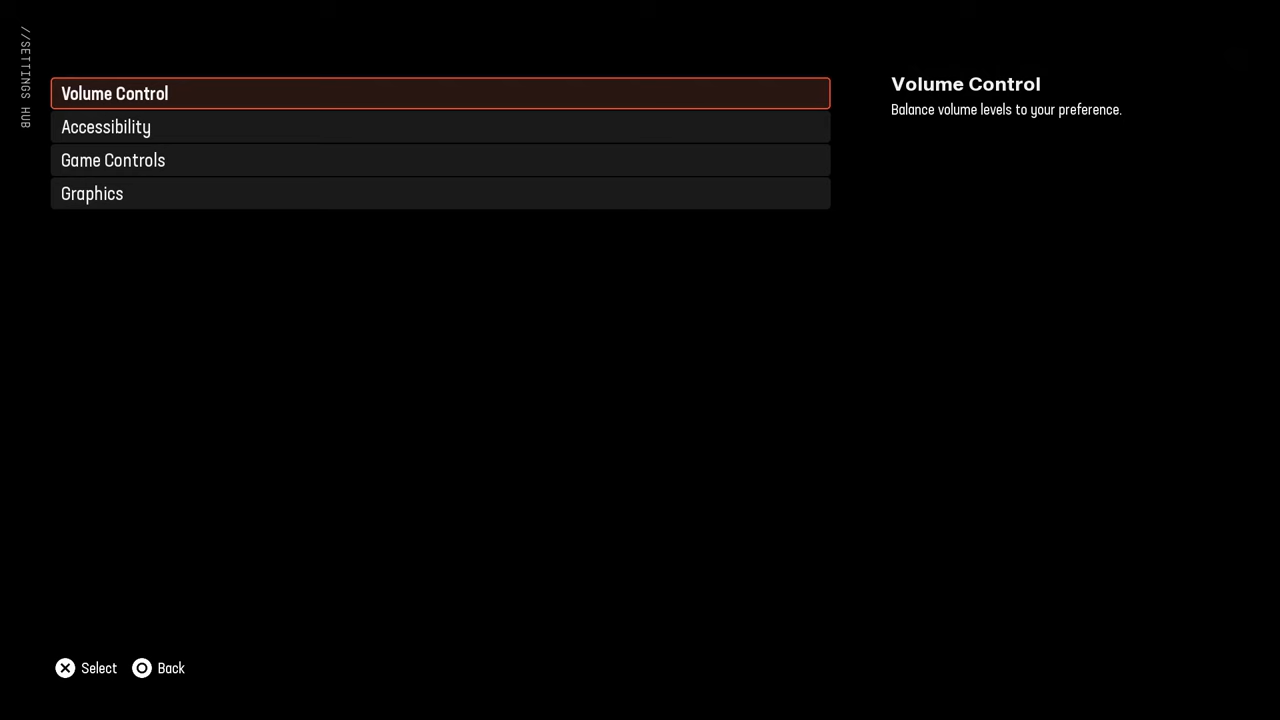 //SETTINGS HUB
Volume Control
Accessibility
Game Controls
Graphics
Volume Control
Balance volume levels to your preference.
Select
Back